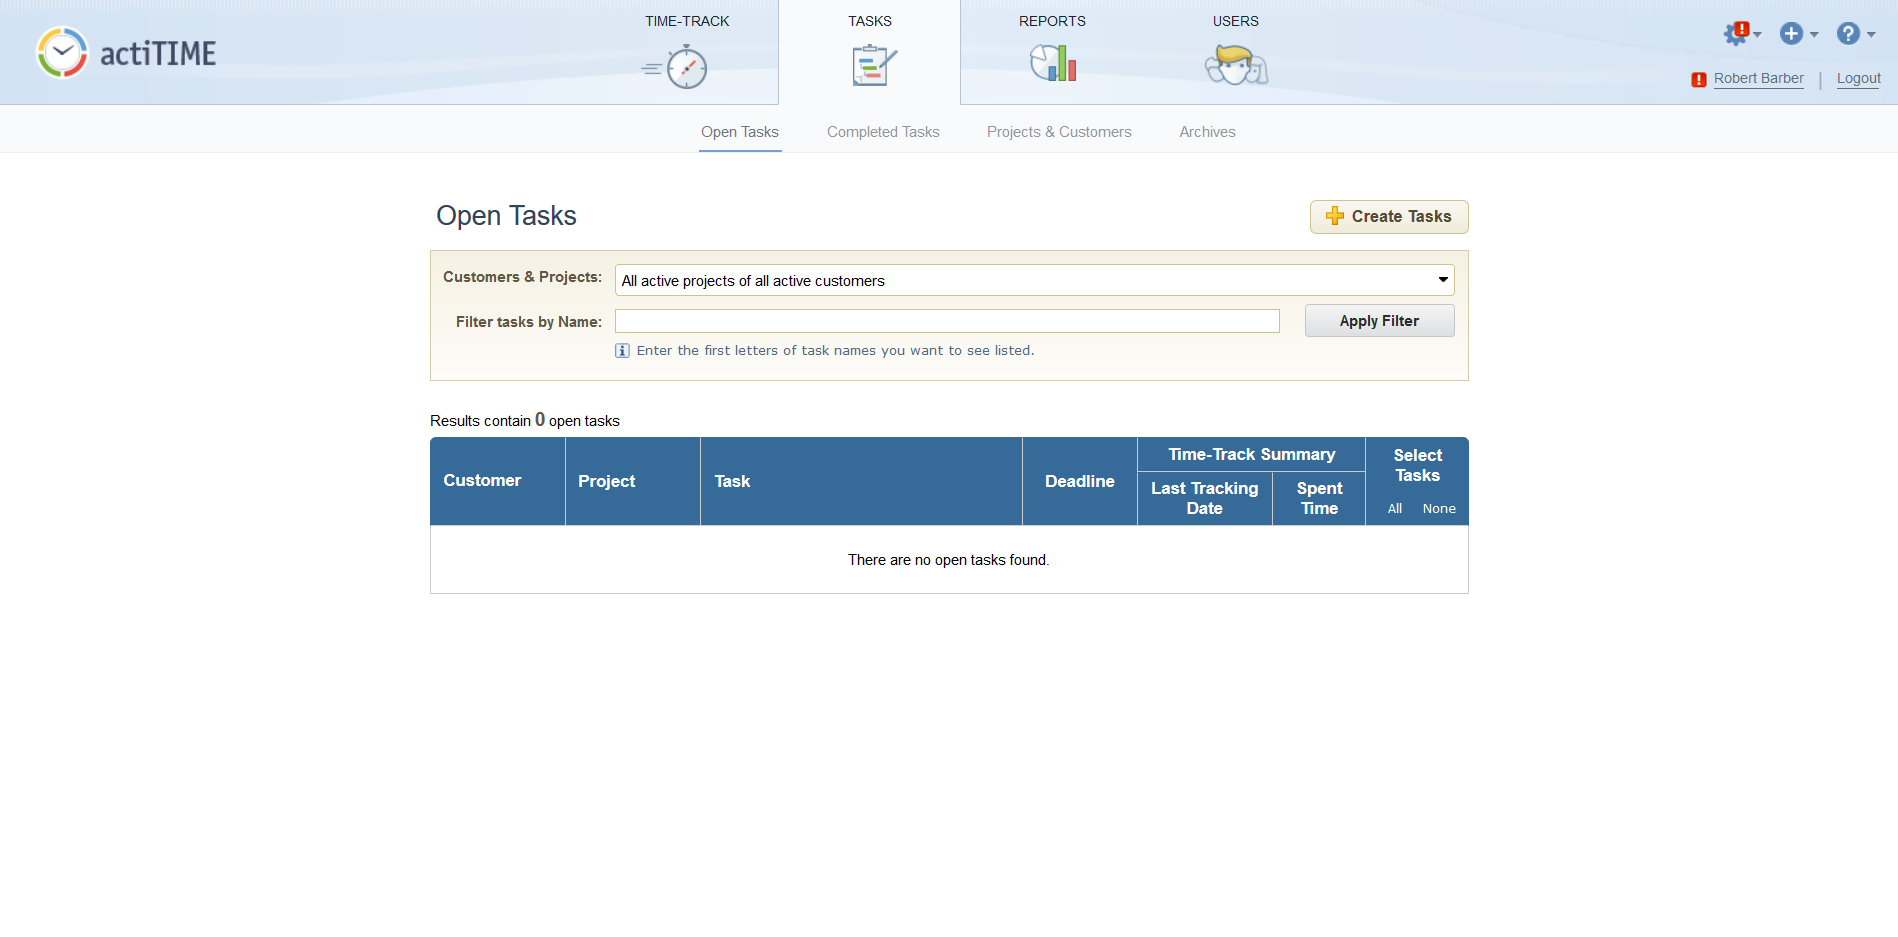 actiTIME
TIME-TRACK
TASKS
REPORTS
USERS
Robert Barber | Logout
Open Tasks
Completed Tasks
Projects & Customers
Archives
Open Tasks
Create Tasks
Customers & Projects:
All active projects of all active customers
Filter tasks by Name:
Apply Filter
Enter the first letters of task names you want to see listed.
Results contain 0 open tasks
Customer
Project
Task
Deadline
Time-Track Summary
Last Tracking
Date
Spent
Time
Select
Tasks
All
None
There are no open tasks found.